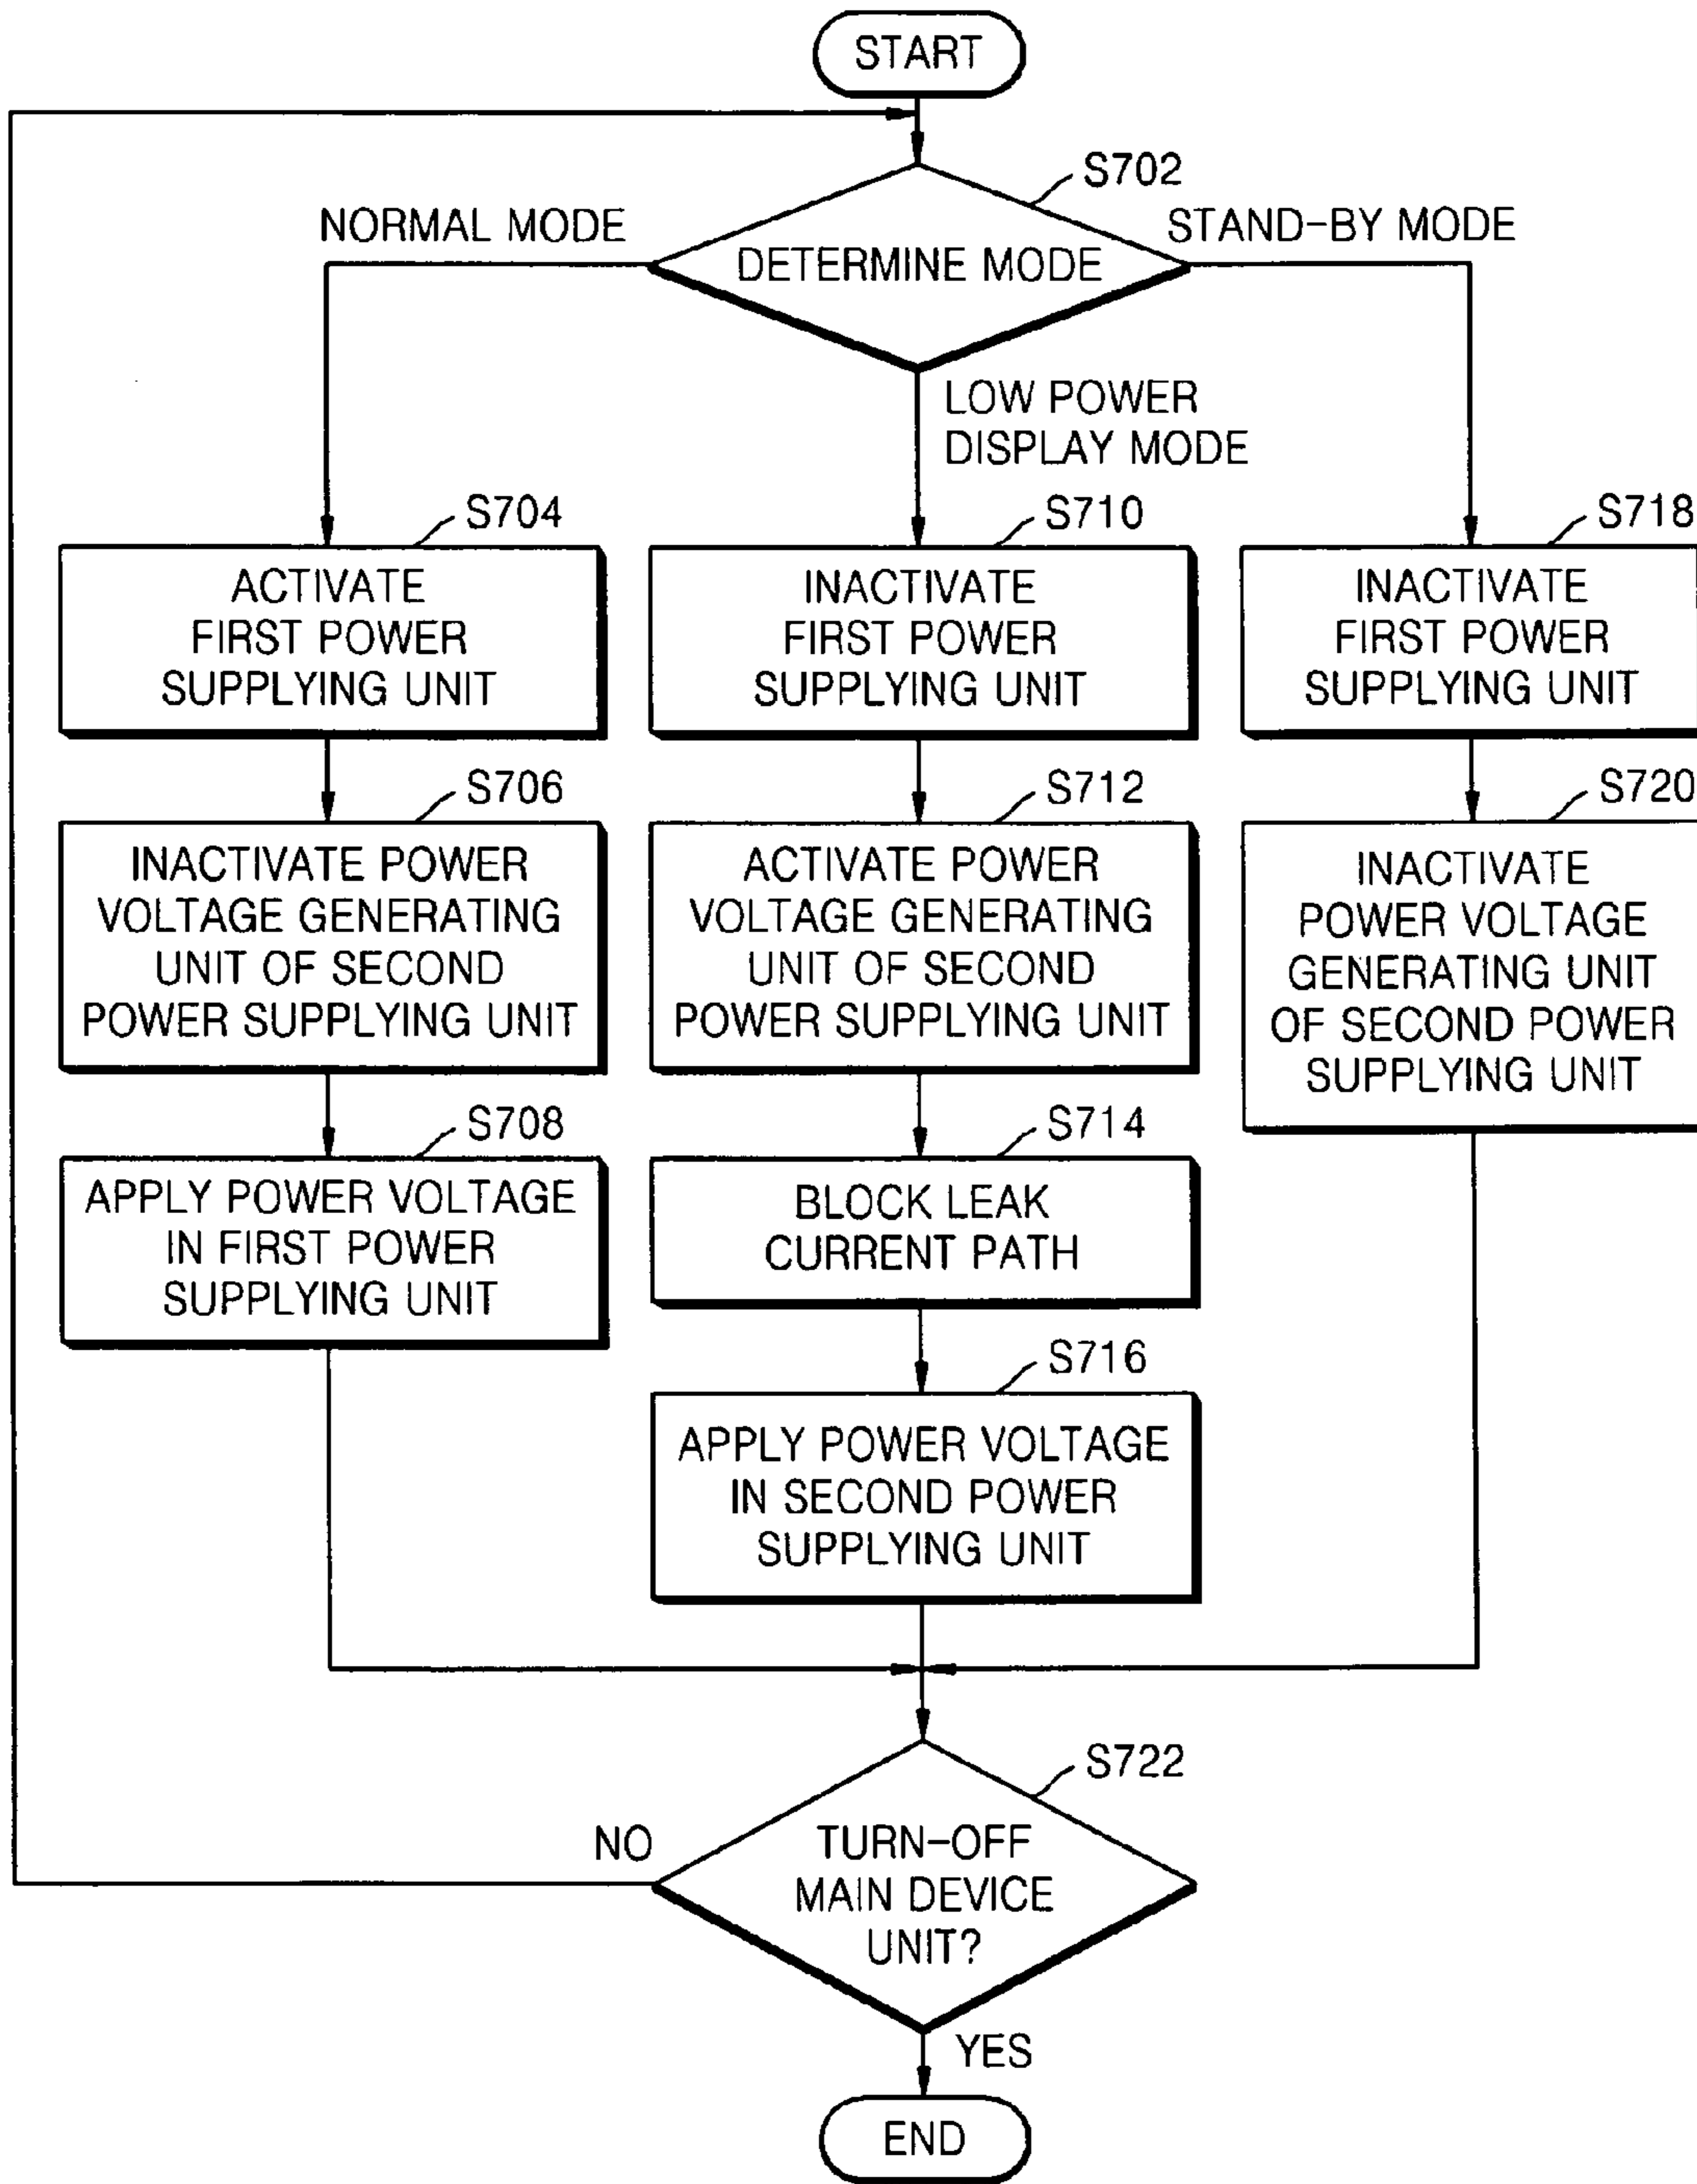 START
S702
NORMAL MODE
DETERMINE MODE
STAND-BY MODE
LOW POWER
DISPLAY MODE
S704
ACTIVATE
FIRST POWER
SUPPLYING UNIT
S706
INACTIVATE POWER
VOLTAGE GENERATING
UNIT OF SECOND
POWER SUPPLYING UNIT
S708
APPLY POWER VOLTAGE
IN FIRST POWER
SUPPLYING UNIT
S710
INACTIVATE
FIRST POWER
SUPPLYING UNIT
S712
ACTIVATE POWER
VOLTAGE GENERATING
UNIT OF SECOND
POWER SUPPLYING UNIT
S714
BLOCK LEAK
CURRENT PATH
S716
APPLY POWER VOLTAGE
IN SECOND POWER
SUPPLYING UNIT
S718
INACTIVATE
FIRST POWER
SUPPLYING UNIT
S720
INACTIVATE
POWER VOLTAGE
GENERATING UNIT
OF SECOND POWER
SUPPLYING UNIT
S722
NO
TURN-OFF
MAIN DEVICE
UNIT?
YES
END